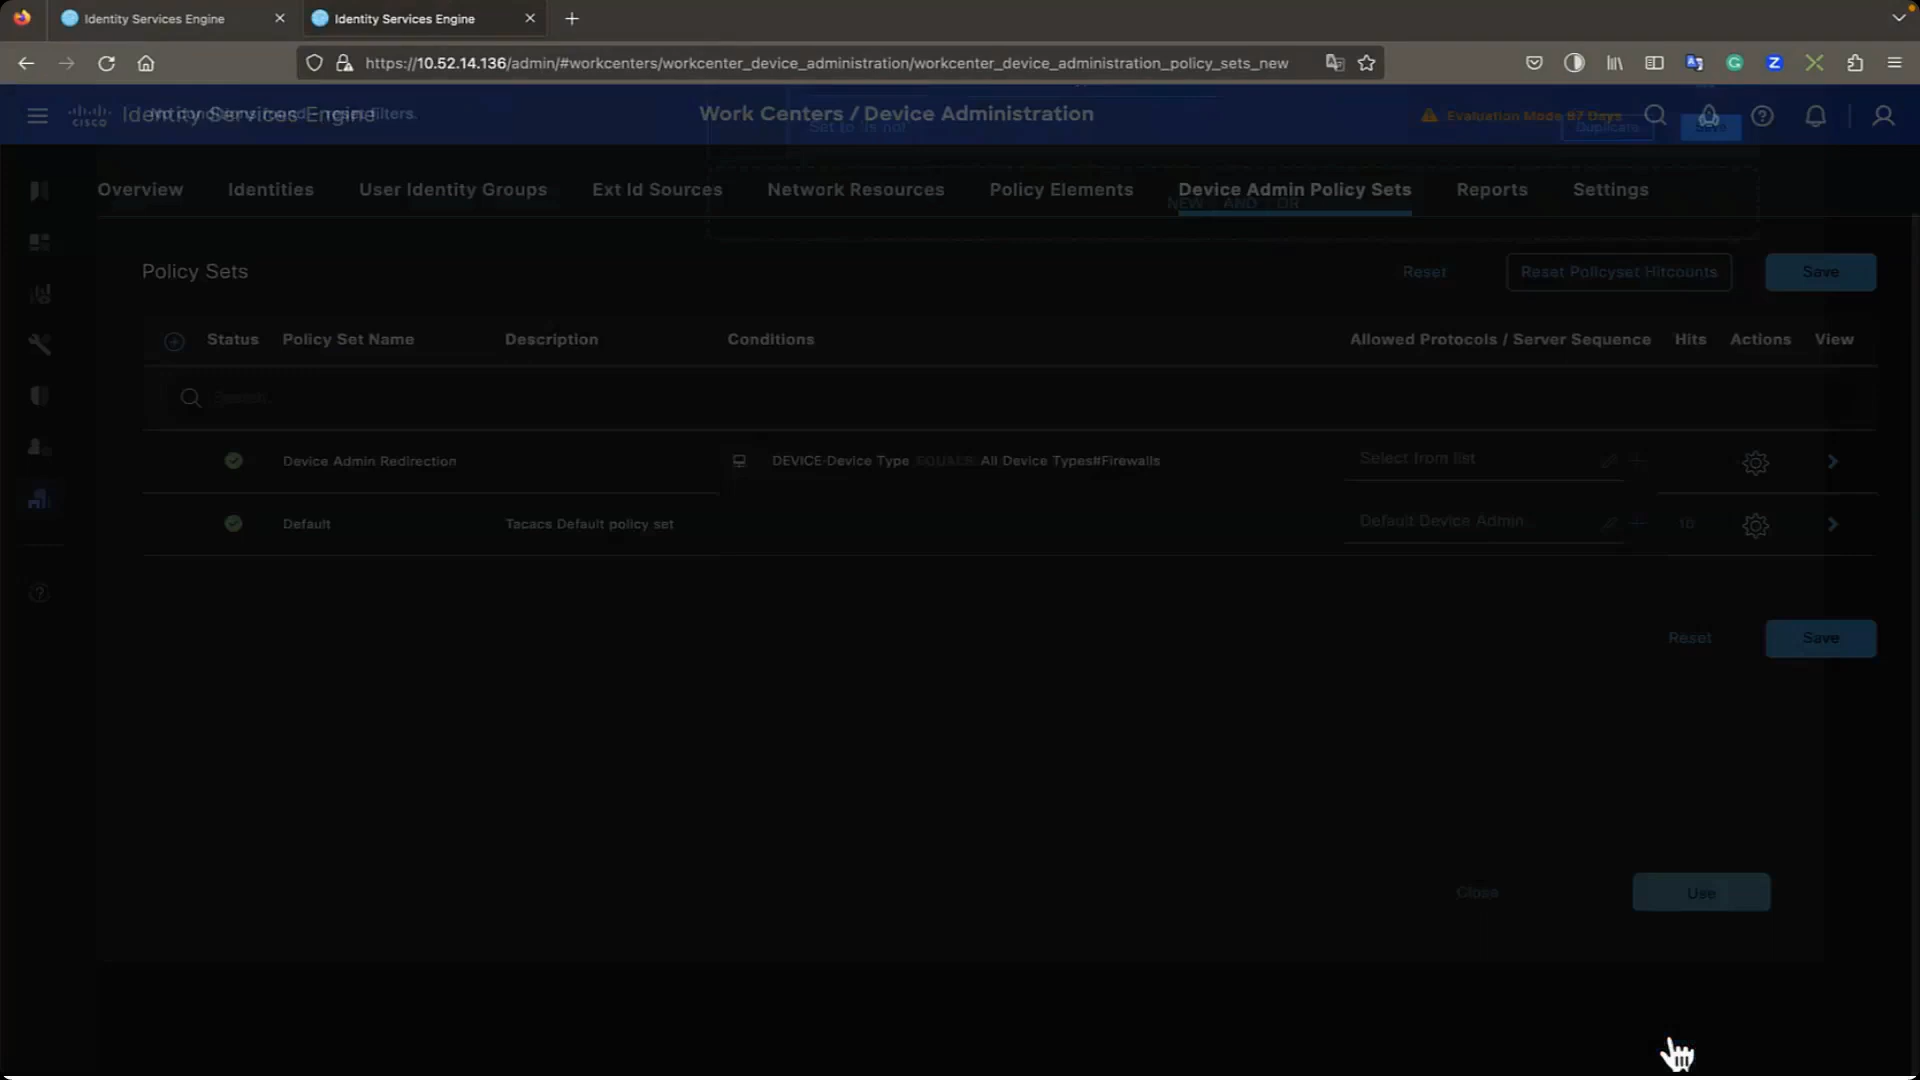 Identity Services Engine
Identity Services Engine
https://10.52.14.136/admin/#workcenters/workcenter_device_administration/workcenter_device_administration_policy_sets_new
CISCO Identity Services Engine
No conditions found - reset filters.
Work Centers / Device Administration
Evaluation Mode 87 Days
Set to 'Is not'
Duplicate
Save
Overview
Identities
User Identity Groups
Ext Id Sources
Network Resources
Policy Elements
Device Admin Policy Sets
Reports
Settings
NEW AND OR
Policy Sets
Reset
Reset Policyset Hitcounts
Save
Status
Policy Set Name
Description
Conditions
Allowed Protocols / Server Sequence
Hits
Actions
View
Search
Device Admin Redirection
DEVICE-Device Type EQUALS All Device Types#Firewalls
Select from list
Default
Tacacs Default policy set
Default Device Admin
10
Reset
Save
Close
Use